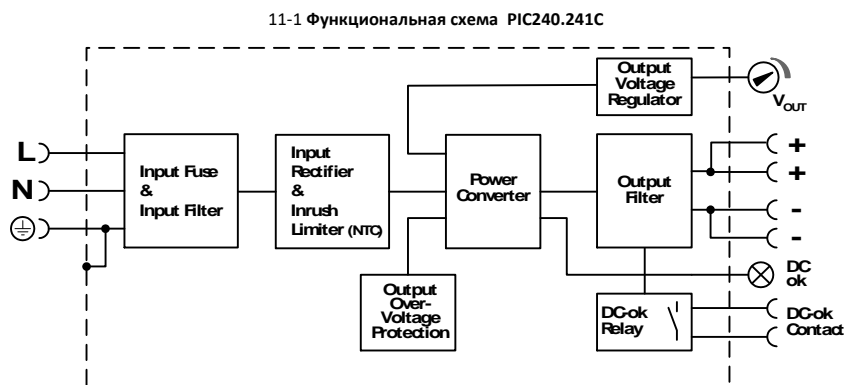 11-1 Функциональная схема PIC240.241C
Output
Voltage
Regulator
V OUT
L
N
Input Fuse
&
Input Filter
Input
Rectifier
&
Inrush
Limiter (NTC)
Power
Converter
Output
Filter
+
+
-
-
Output
Over-
Voltage
Protection
DC
ok
DC-ok
Relay
DC-ok
Contact